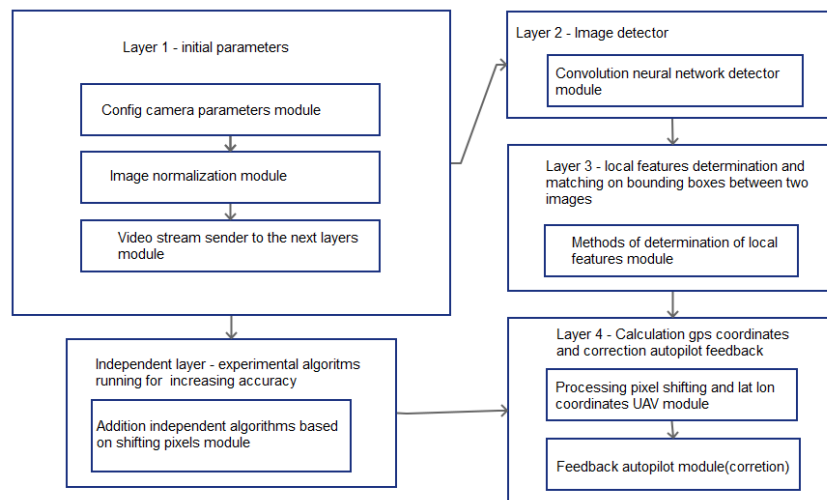 Layer 1 - initial parameters
Config camera parameters module
Image normalization module
Video stream sender to the next layers
module
Independent layer - experimental algoritms
running for increasing accuracy
Addition independent algorithms based
on shifting pixels module
Layer 2 - Image detector
Convolution neural network detector
module
Layer 3 - local features determination and
matching on bounding boxes between two
images
Methods of determination of local
features module
Layer 4 - Calculation gps coordinates
and correction autopilot feedback
Processing pixel shifting and lat lon
coordinates UAV module
Feedback autopilot module(corretion)